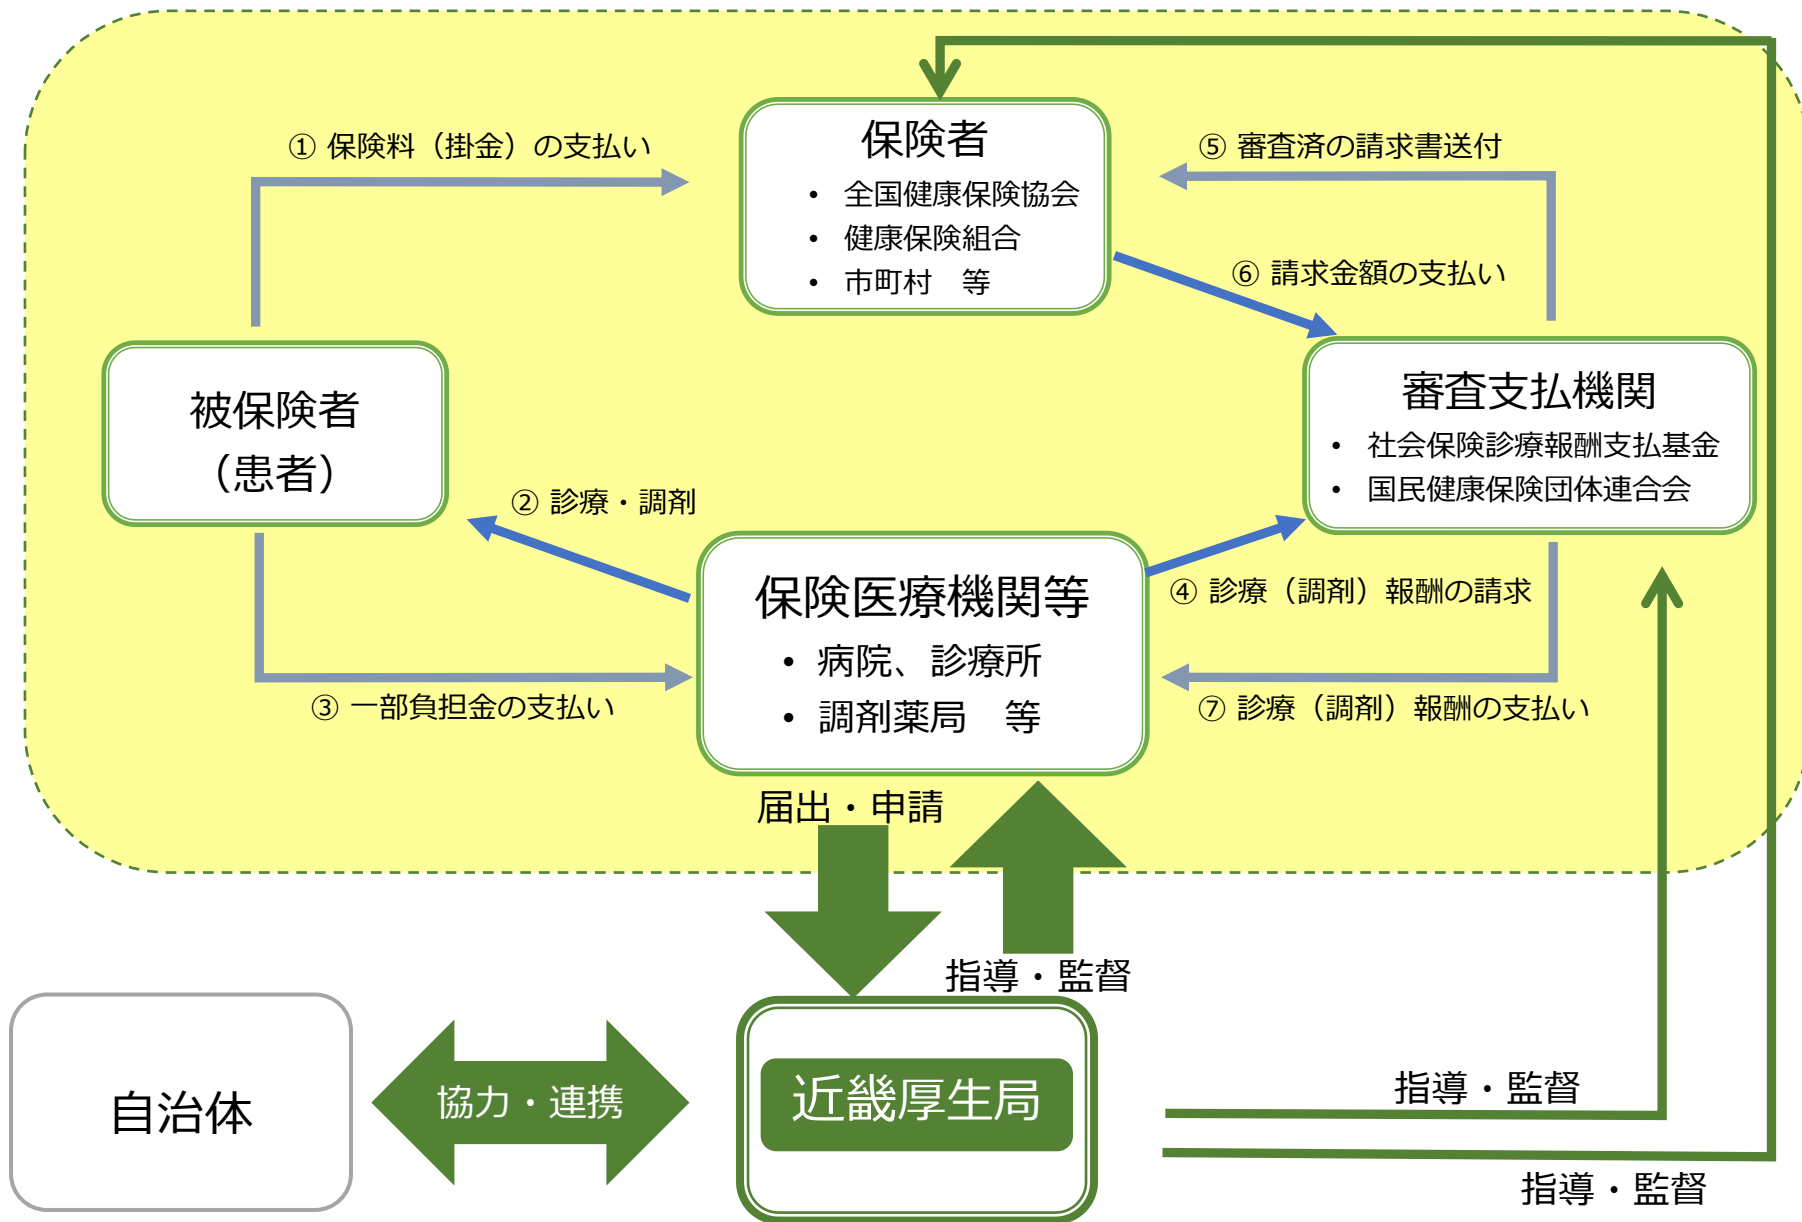 ① 保険料（掛金）の支払い
保険者
• 全国健康保険協会
• 健康保険組合
• 市町村　等
⑤ 審査済の請求書送付
⑥ 請求金額の支払い
被保険者
（患者）
審査支払機関
• 社会保険診療報酬支払基金
• 国民健康保険団体連合会
② 診療・調剤
保険医療機関等
• 病院、診療所
• 調剤薬局　等
④ 診療（調剤）報酬の請求
③ 一部負担金の支払い
⑦ 診療（調剤）報酬の支払い
届出・申請
指導・監督
自治体
協力・連携
近畿厚生局
指導・監督
指導・監督